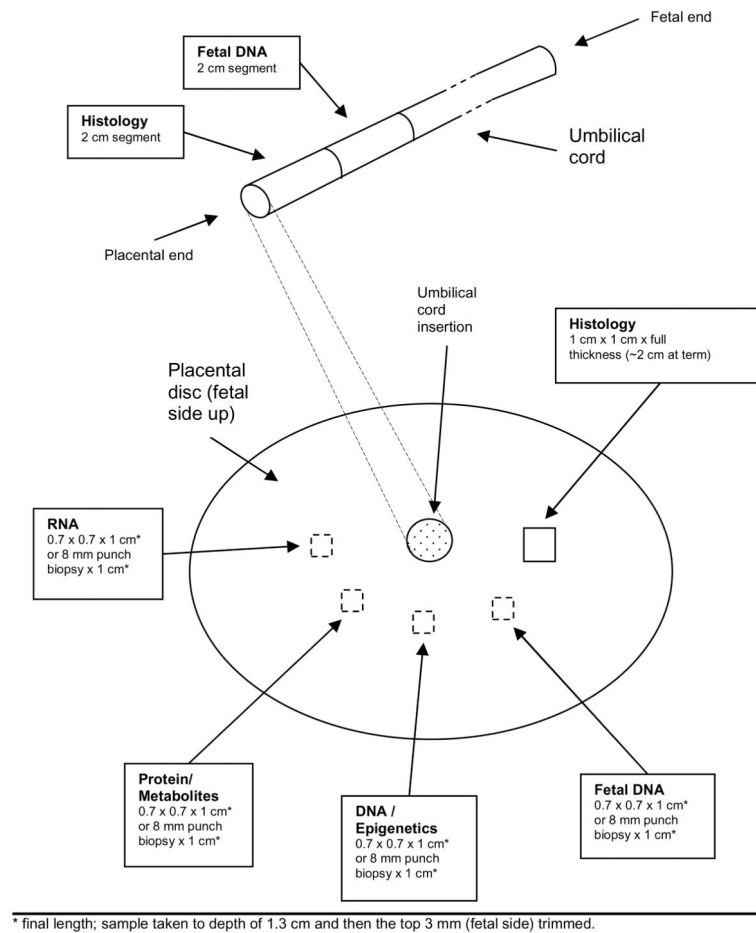 Fetal end
Fetal DNA
2 cm segment
Histology
2 cm segment
Umbilical
cord
Placental end
Umbilical
cord
insertion
Histology
1 cm x 1 cm x full
thickness (~2 cm at term)
Placental
disc (fetal
side up)
RNA
0.7 x 0.7 x 1 cm*
or 8 mm punch
biopsy x 1 cm*
Protein/
Metabolites
0.7 x 0.7 x 1 cm*
or 8 mm punch
biopsy x 1 cm*
DNA /
Epigenetics
0.7 x 0.7 x 1 cm*
or 8 mm punch
biopsy x 1 cm*
Fetal DNA
0.7 x 0.7 x 1 cm*
or 8 mm punch
biopsy x 1 cm*
* final length; sample taken to depth of 1.3 cm and then the top 3 mm (fetal side) trimmed.